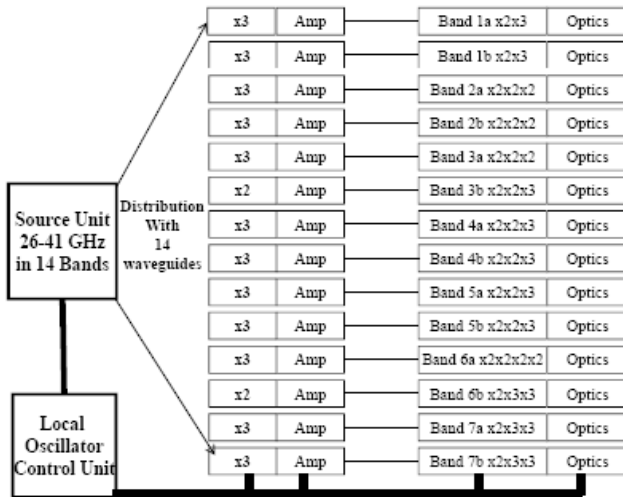 x3 Amp Band 1a x2x3 Optics
x3 Amp Band 1b x2x3 Optics
x3 Amp Band 2a x2x2x2 Optics
x3 Amp Band 2b x2x2x2 Optics
x3 Amp Band 3a x2x2x2 Optics
x2 Amp Band 3b x2x2x3 Optics
x3 Amp Band 4a x2x2x3 Optics
x3 Amp Band 4b x2x2x3 Optics
x3 Amp Band 5a x2x2x3 Optics
x3 Amp Band 5b x2x2x3 Optics
x3 Amp Band 6a x2x2x2x2 Optics
x2 Amp Band 6b x2x3x3 Optics
x3 Amp Band 7a x2x3x3 Optics
x3 Amp Band 7b x2x3x3 Optics
Source Unit
26-41 GHz
in 14 Bands
Distribution
With
14
waveguides
Local
Oscillator
Control Unit